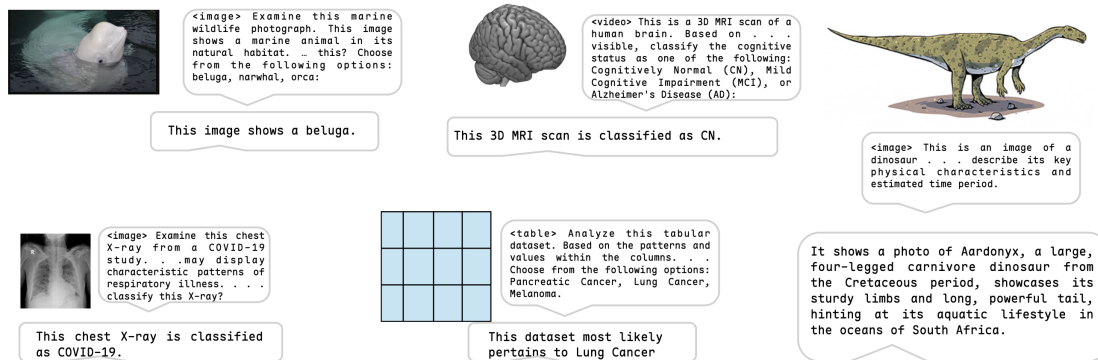 <image> Examine this marine
wildlife photograph. This image
shows a marine animal in its
natural habitat. … this? Choose
from the following options:
beluga, narwhal, orca:
This image shows a beluga.
<video> This is a 3D MRI scan of a
human brain. Based on . . .
visible, classify the cognitive
status as one of the following:
Cognitively Normal (CN), Mild
Cognitive Impairment (MCI), or
Alzheimer's Disease (AD):
This 3D MRI scan is classified as CN.
<image> This is an image of a
dinosaur . . . describe its key
physical characteristics and
estimated time period.
<image> Examine this chest
X-ray from a COVID-19
study. . .may display
characteristic patterns of
respiratory illness. . . .
classify this X-ray?
This chest X-ray is classified
as COVID-19.
<table> Analyze this tabular
dataset. Based on the patterns and
values within the columns. . .
Choose from the following options:
Pancreatic Cancer, Lung Cancer,
Melanoma.
This dataset most likely
pertains to Lung Cancer
It shows a photo of Aardonyx, a large,
four-legged carnivore dinosaur from
the Cretaceous period, showcases its
sturdy limbs and long, powerful tail,
hinting at its aquatic lifestyle in
the oceans of South Africa.